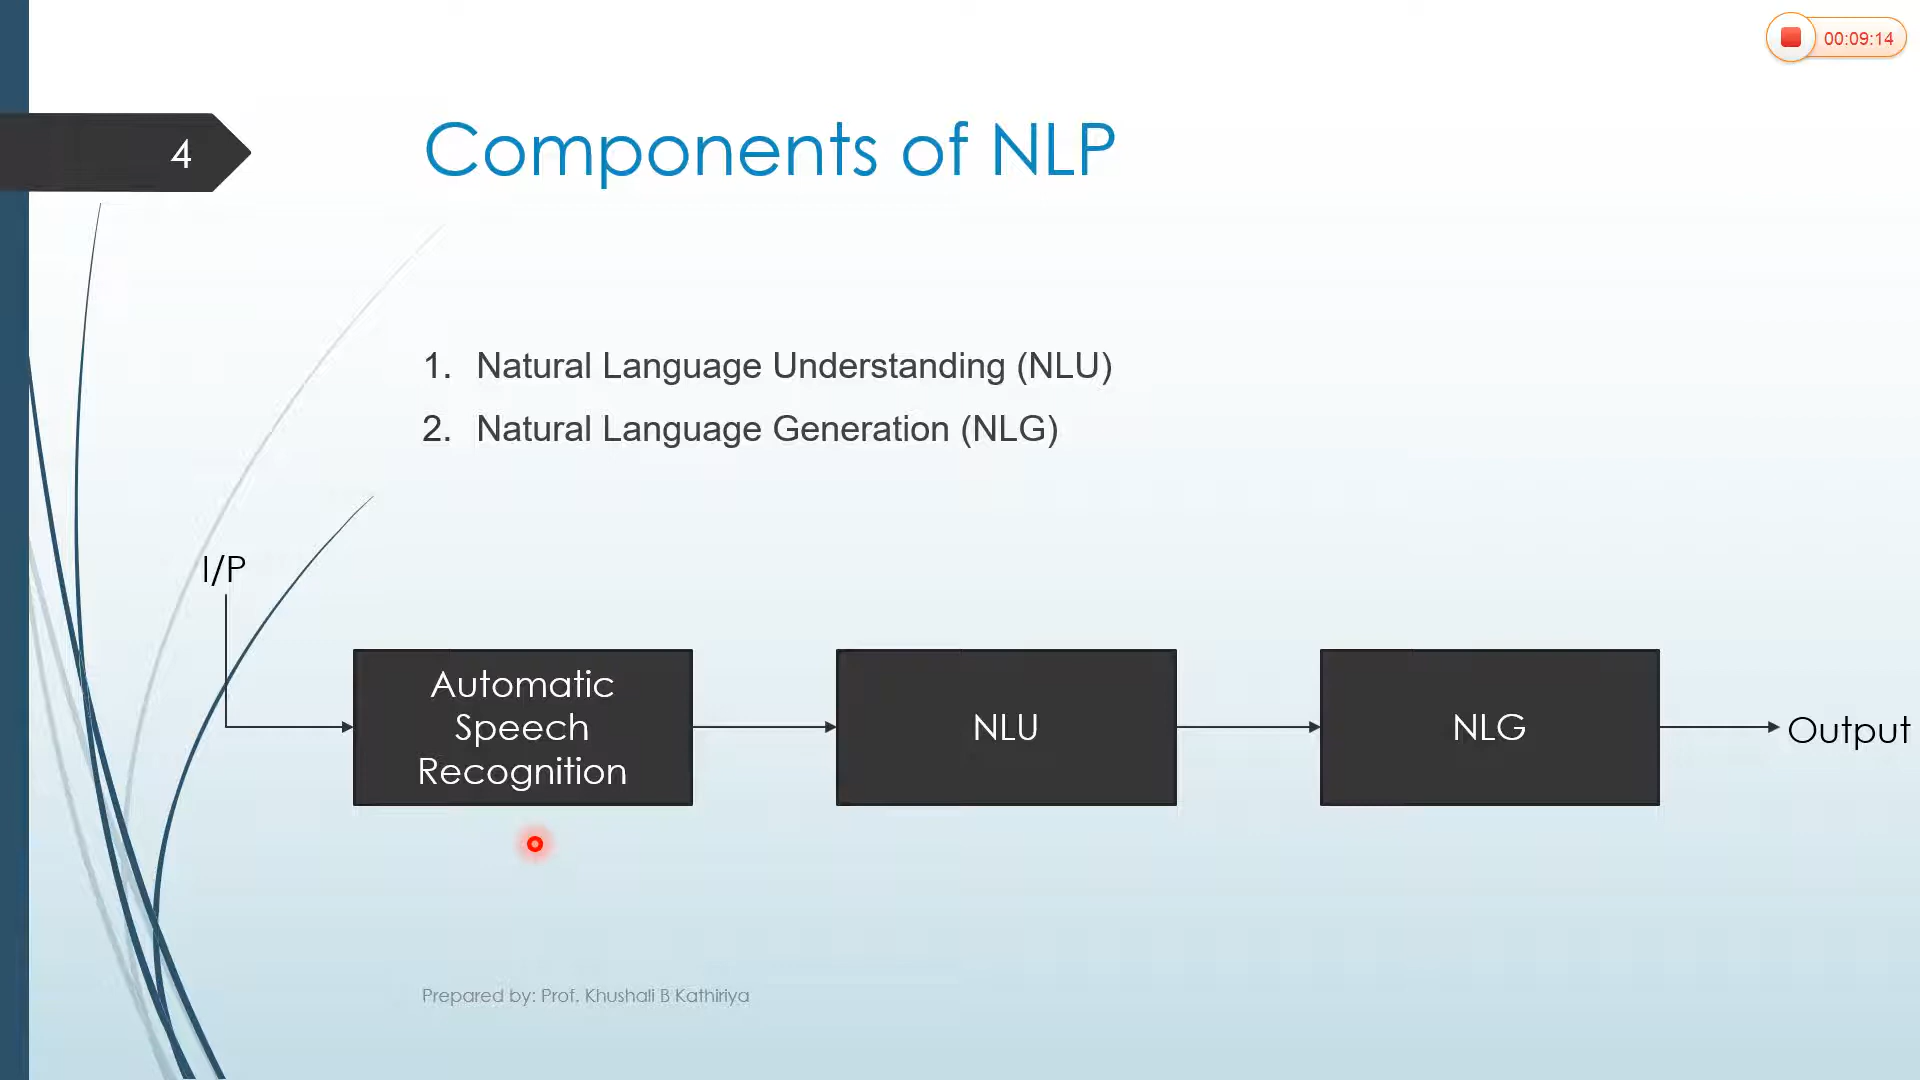 00:09:14
4
Components of NLP
1. Natural Language Understanding (NLU)
2. Natural Language Generation (NLG)
I/P
Automatic
Speech
Recognition
NLU
NLG
Output
Prepared by: Prof. Khushali B Kathiriya